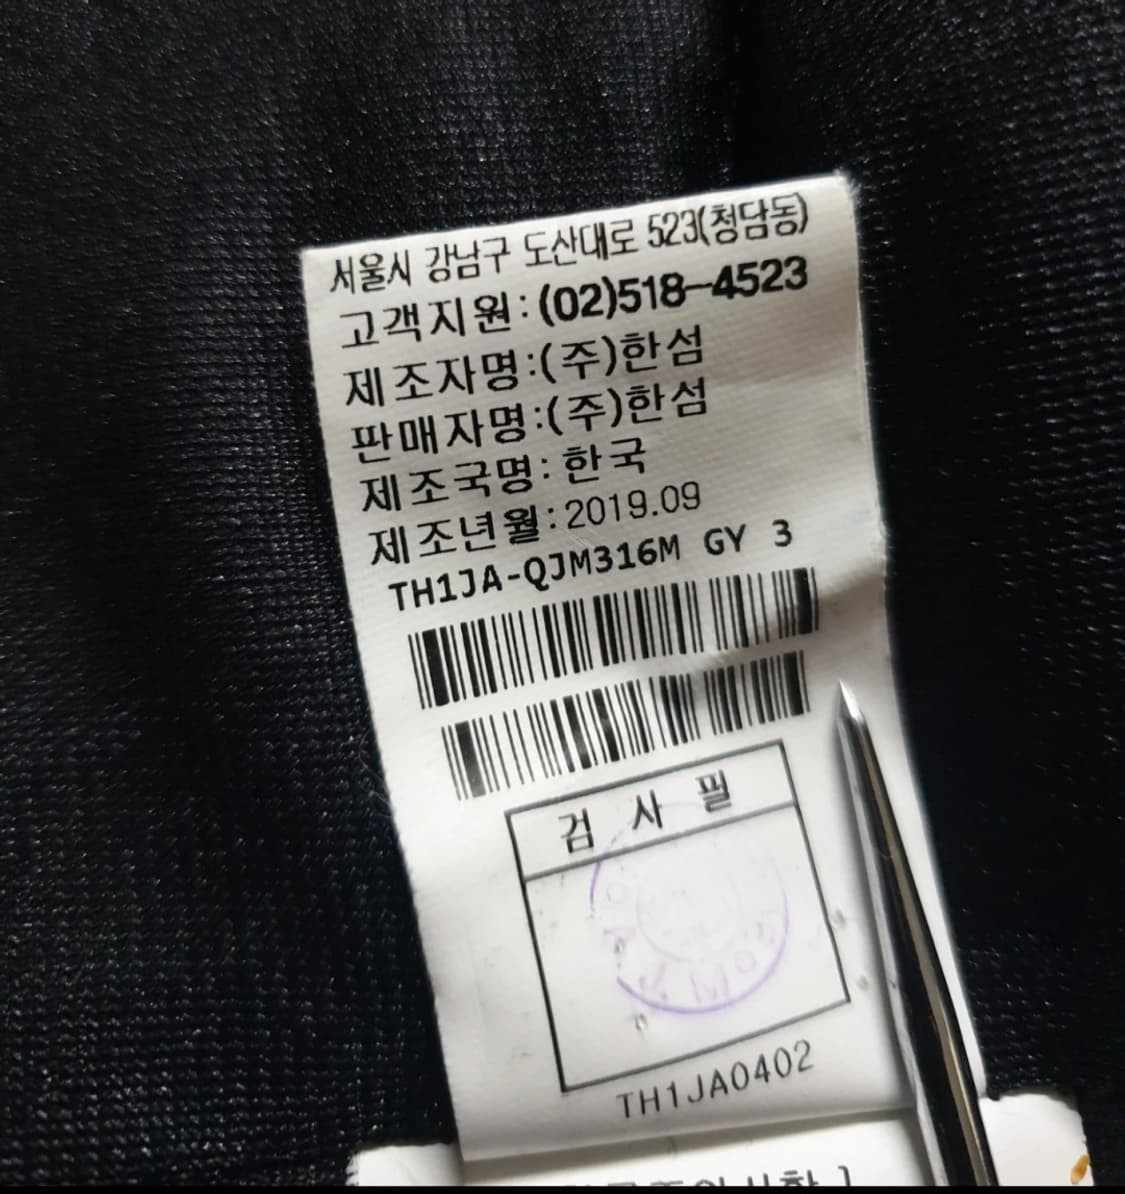 서울시 강남구 도산대로 523(청담동)
고객지원:(02)518-4523
제조자명:(주)한섬
판매자명:(주)한섬
제조국명:한국
제조년월:2019.09
TH1JA-QJM316M GY 3
검 사 필
TH1JA0402